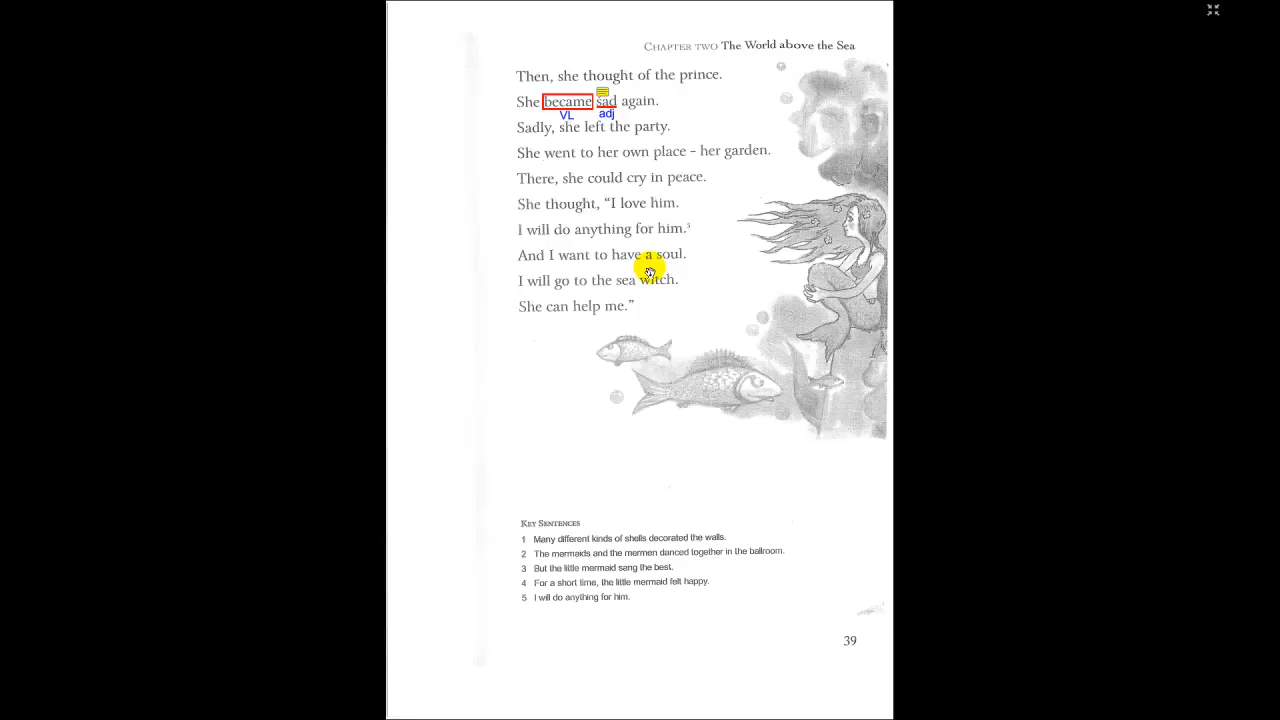 CHAPTER TWO The World above the Sea
Then, she thought of the prince.
She became sad again.
VL adj
Sadly, she left the party.
She went to her own place - her garden.
There, she could cry in peace.
She thought, “I love him.
I will do anything for him.5
And I want to have a soul.
I will go to the sea witch.
She can help me.”
KEY SENTENCES
1 Many different kinds of shells decorated the walls.
2 The mermaids and the mermen danced together in the ballroom.
3 But the little mermaid sang the best.
4 For a short time, the little mermaid felt happy.
5 I will do anything for him.
39